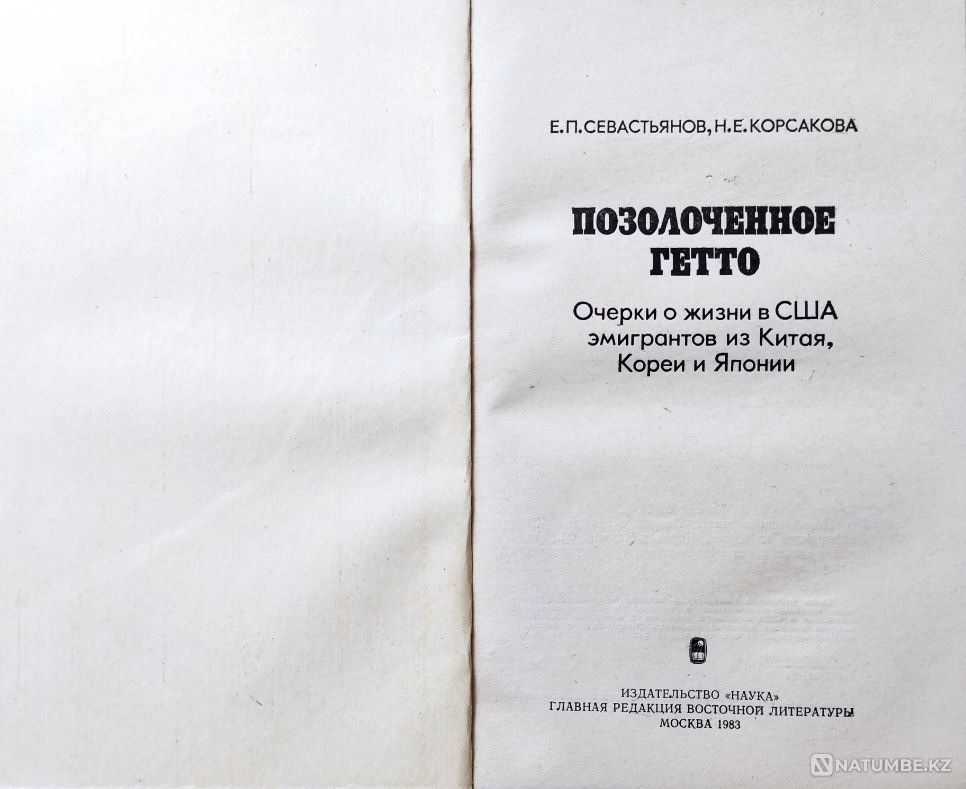 Е.П.СЕВАСТЬЯНОВ, Н.Е.КОРСАКОВА
ПОЗОЛОЧЕННОЕ
ГЕТТО
Очерки о жизни в США
эмигрантов из Китая,
Кореи и Японии
ИЗДАТЕЛЬСТВО «НАУКА»
ГЛАВНАЯ РЕДАКЦИЯ ВОСТОЧНОЙ ЛИТЕРАТУРЫ
МОСКВА 1983
NATUMBE.KZ